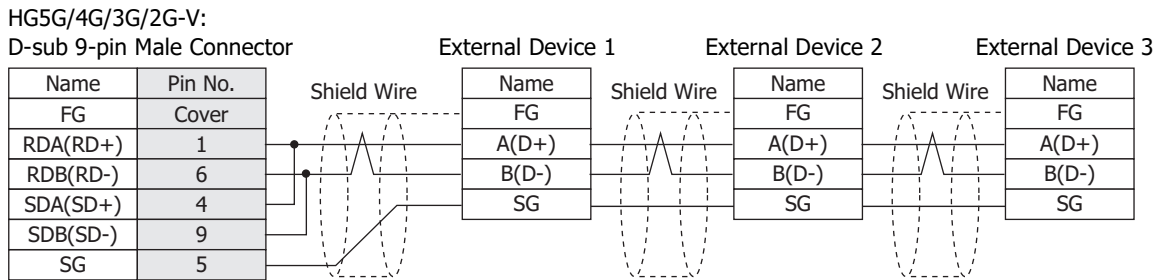 HG5G/4G/3G/2G-V:
D-sub 9-pin Male Connector External Device 1 External Device 2 External Device 3
Name Pin No. Shield Wire Name Shield Wire Name Shield Wire Name
FG Cover FG FG FG
RDA(RD+) 1 A(D+) A(D+) A(D+)
RDB(RD-) 6 B(D-) B(D-) B(D-)
SDA(SD+) 4 SG SG SG
SDB(SD-) 9
SG 5